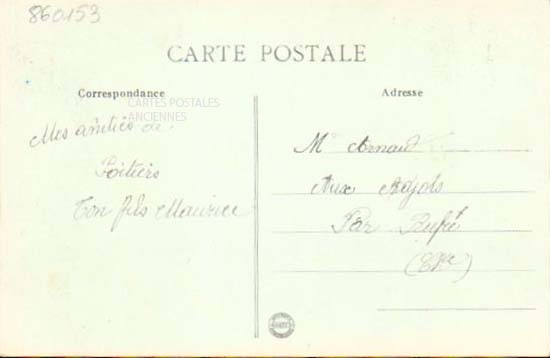 860153
CARTE POSTALE
Correspondance
CARTES POSTALES
ANCIENNES
Mes amitiés de
Poitiers
Ton fils Maurice
Adresse
Mr Arnaud
Aux Adjots
Par Ruffec